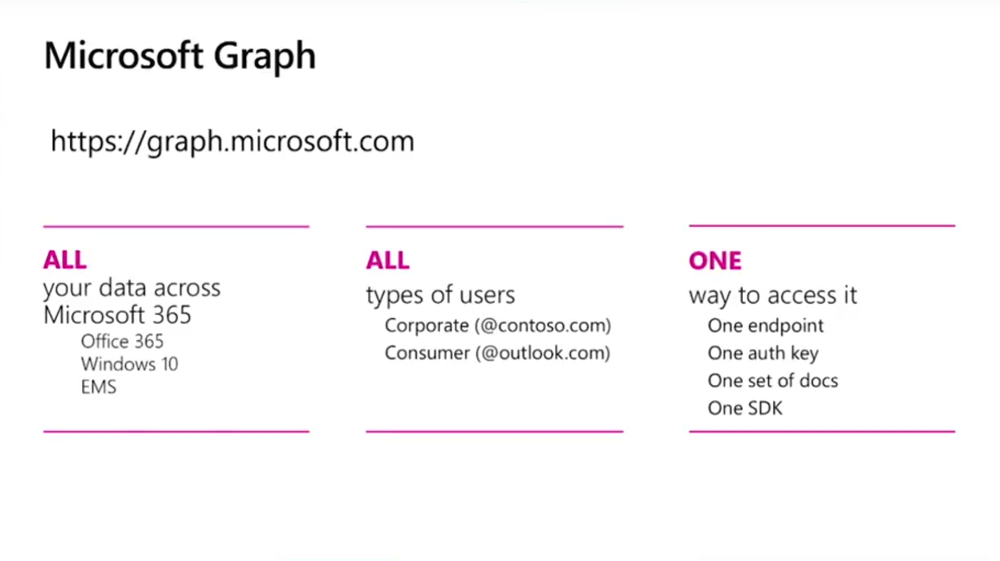 Microsoft Graph
https://graph.microsoft.com
ALL
your data across
Microsoft 365
Office 365
Windows 10
EMS
ALL
types of users
Corporate (@contoso.com)
Consumer (@outlook.com)
ONE
way to access it
One endpoint
One auth key
One set of docs
One SDK